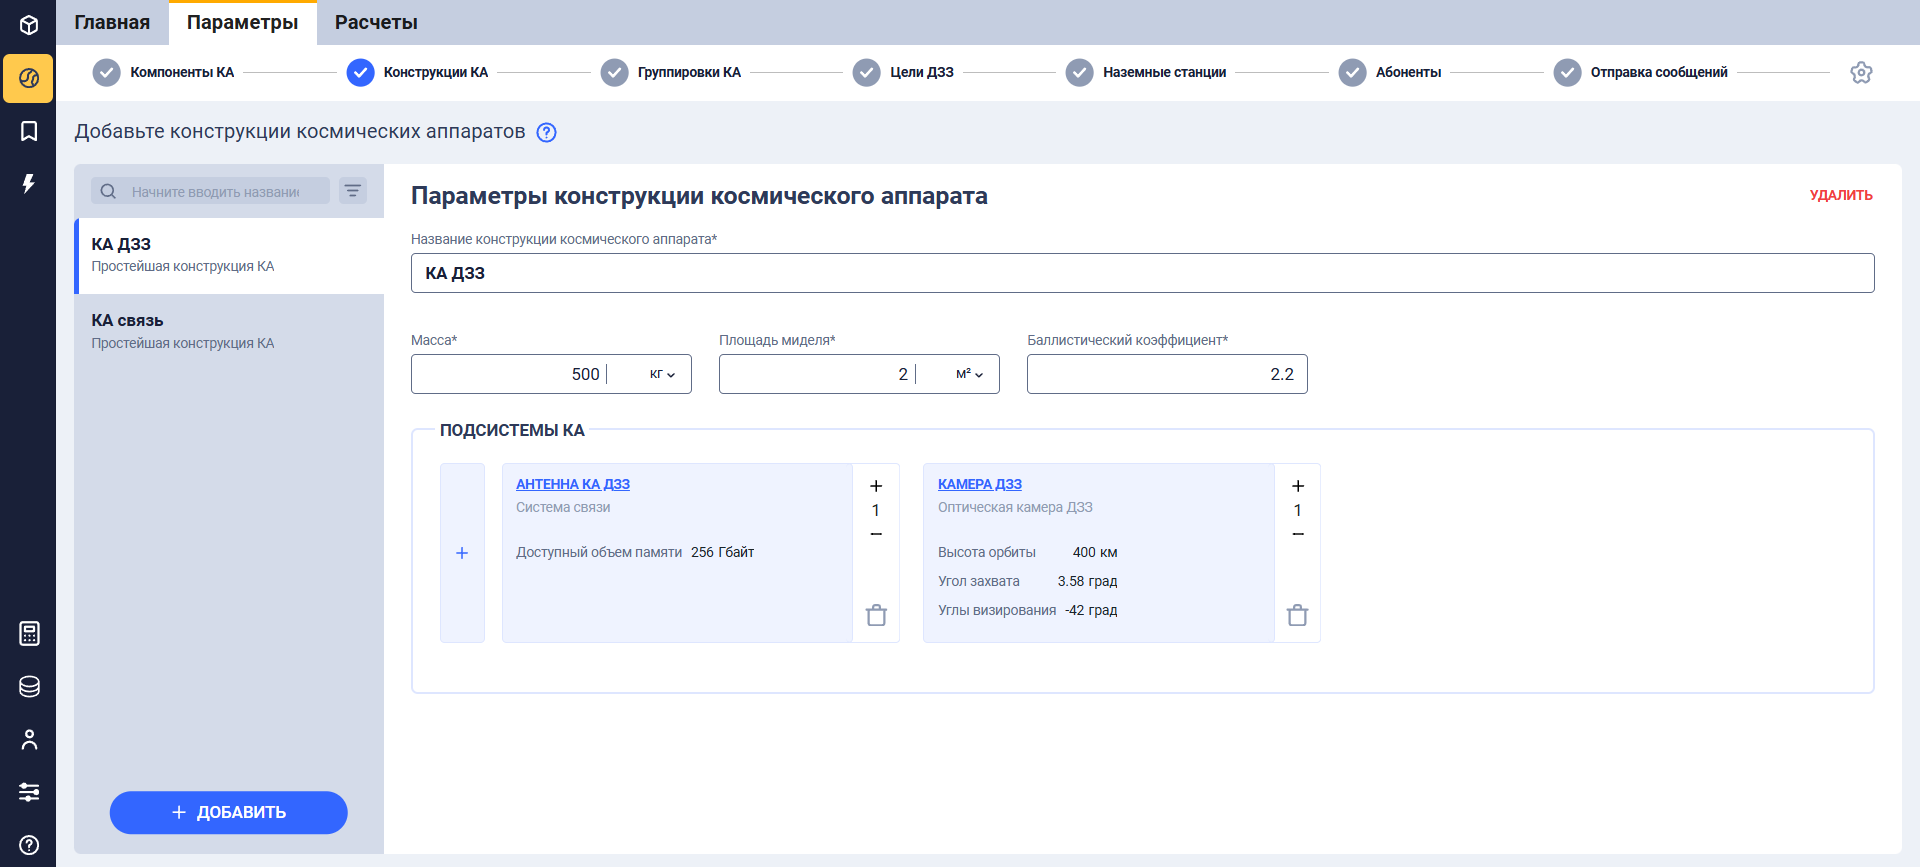 Главная Параметры Расчеты
Компоненты КА Конструкции КА Группировки КА Цели ДЗЗ Наземные станции Абоненты Отправка сообщений
Добавьте конструкции космических аппаратов
Начните вводить названи
КА ДЗЗ
Простейшая конструкция КА
КА связь
Простейшая конструкция КА
+ ДОБАВИТЬ
Параметры конструкции космического аппарата
УДАЛИТЬ
Название конструкции космического аппарата*
КА ДЗЗ
Масса* Площадь миделя* Баллистический коэффициент*
500 кг 2 м² 2.2
ПОДСИСТЕМЫ КА
+
АНТЕННА КА ДЗЗ
Система связи
Доступный объем памяти 256 Гбайт
+
1
−
КАМЕРА ДЗЗ
Оптическая камера ДЗЗ
Высота орбиты 400 км
Угол захвата 3.58 град
Углы визирования -42 град
+
1
−